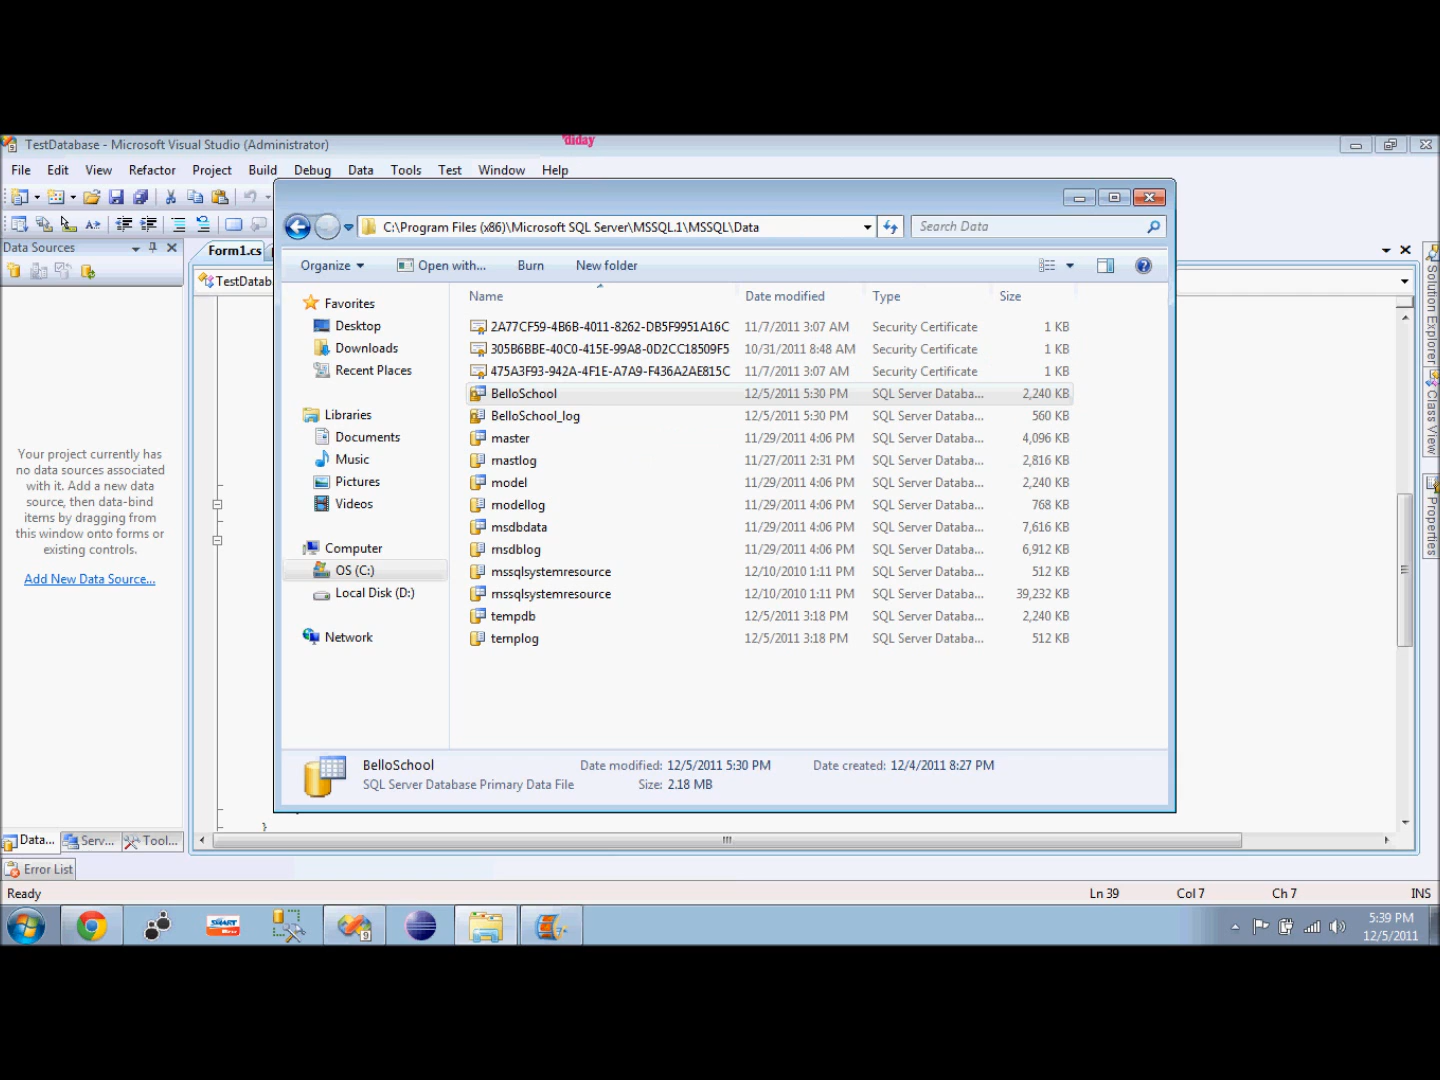 TestDatabase - Microsoft Visual Studio (Administrator)
diday
File Edit View Refactor Project Build Debug Data Tools Test Window Help
C:\Program Files (x86)\Microsoft SQL Server\MSSQL.1\MSSQL\Data
Search Data
Data Sources
Form1.cs
Organize Open with... Burn New folder
TestDatab
Name Date modified Type Size
Favorites
Desktop
Downloads
Recent Places
Libraries
Documents
Music
Pictures
Videos
Computer
OS (C:)
Local Disk (D:)
Network
2A77CF59-4B6B-4011-8262-DB5F9951A16C 11/7/2011 3:07 AM Security Certificate 1 KB
305B6BBE-40C0-415E-99A8-0D2CC18509F5 10/31/2011 8:48 AM Security Certificate 1 KB
475A3F93-942A-4F1E-A7A9-F436A2AE815C 11/7/2011 3:07 AM Security Certificate 1 KB
BelloSchool 12/5/2011 5:30 PM SQL Server Databa... 2,240 KB
BelloSchool_log 12/5/2011 5:30 PM SQL Server Databa... 560 KB
master 11/29/2011 4:06 PM SQL Server Databa... 4,096 KB
mastlog 11/27/2011 2:31 PM SQL Server Databa... 2,816 KB
model 11/29/2011 4:06 PM SQL Server Databa... 2,240 KB
modellog 11/29/2011 4:06 PM SQL Server Databa... 768 KB
msdbdata 11/29/2011 4:06 PM SQL Server Databa... 7,616 KB
msdblog 11/29/2011 4:06 PM SQL Server Databa... 6,912 KB
mssqlsystemresource 12/10/2010 1:11 PM SQL Server Databa... 512 KB
mssqlsystemresource 12/10/2010 1:11 PM SQL Server Databa... 39,232 KB
tempdb 12/5/2011 3:18 PM SQL Server Databa... 2,240 KB
templog 12/5/2011 3:18 PM SQL Server Databa... 512 KB
Your project currently has
no data sources associated
with it. Add a new data
source, then data-bind
items by dragging from
this window onto forms or
existing controls.
Add New Data Source...
Solution Explorer
Class View
Properties
BelloSchool Date modified: 12/5/2011 5:30 PM Date created: 12/4/2011 8:27 PM
SQL Server Database Primary Data File Size: 2.18 MB
}
Data... Serv... Tool...
Error List
Ready Ln 39 Col 7 Ch 7 INS
SMART
5:39 PM
12/5/2011